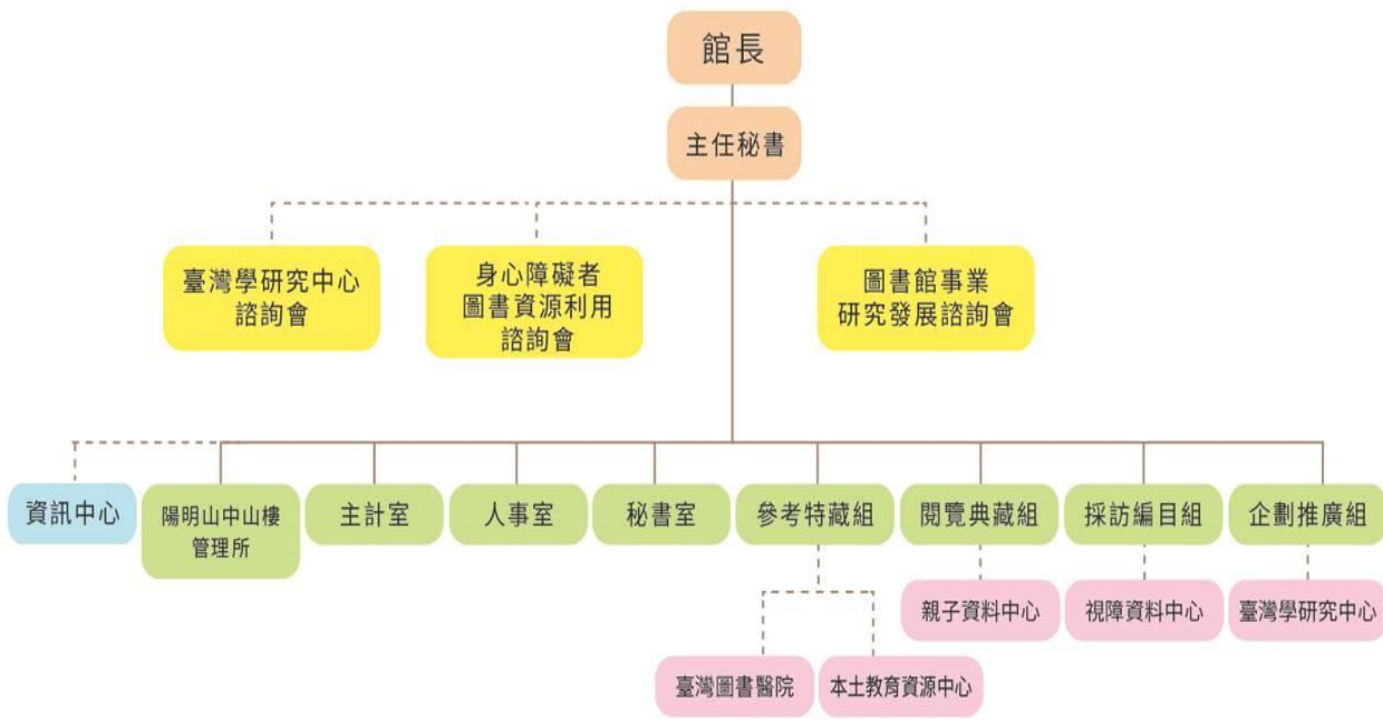 館長
主任秘書
臺灣學研究中心
諮詢會
身心障礙者
圖書資源利用
諮詢會
圖書館事業
研究發展諮詢會
資訊中心
陽明山中山樓
管理所
主計室
人事室
秘書室
參考特藏組
閱覽典藏組
採訪編目組
企劃推廣組
親子資料中心
視障資料中心
臺灣學研究中心
臺灣圖書醫院
本土教育資源中心